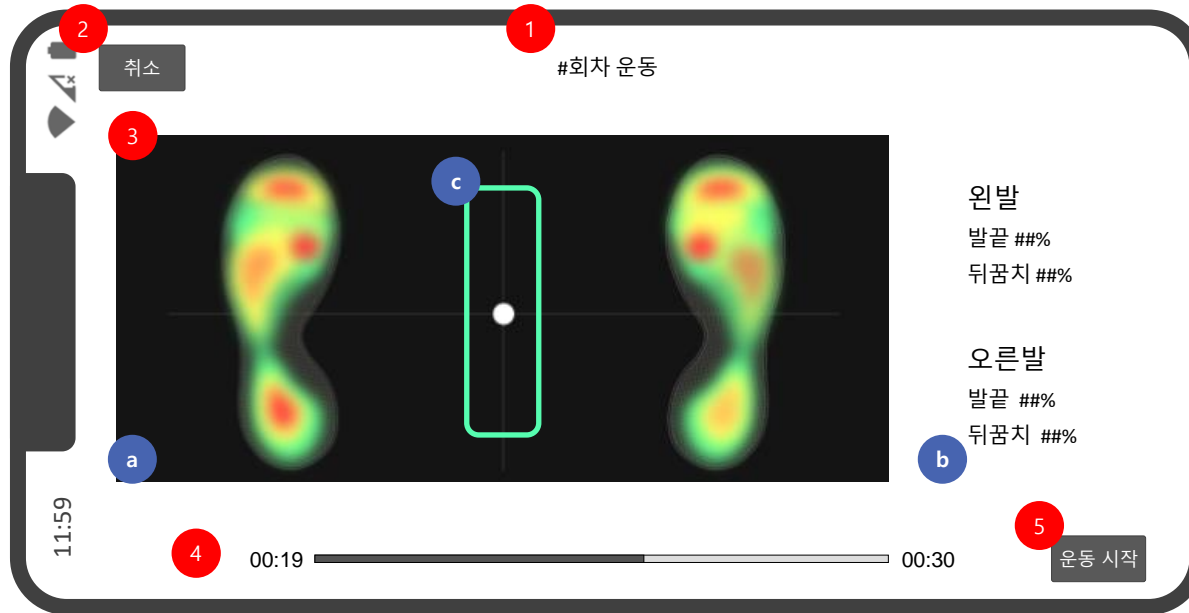 2
1
취소
#회차 운동
3
c
왼발
발끝 ##%
뒤꿈치 ##%
오른발
발끝 ##%
뒤꿈치 ##%
a
b
11:59
4
00:19
00:30
5
운동 시작